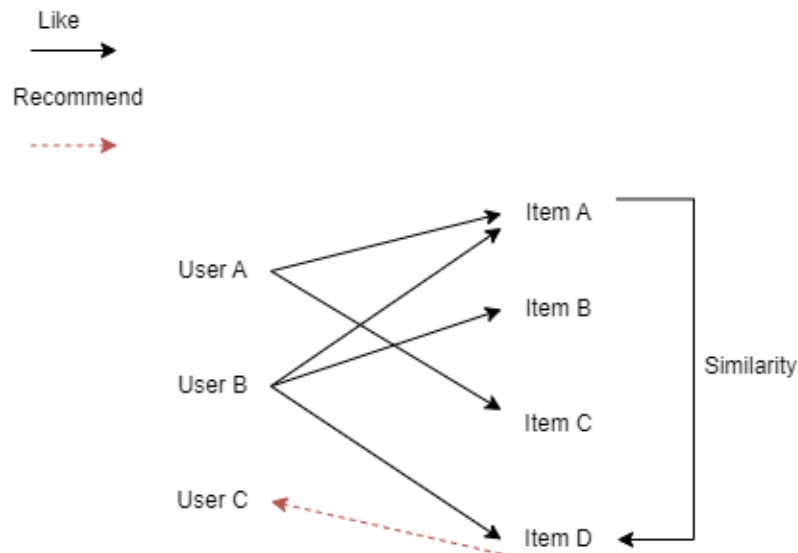 Like
Recommend
Item A
User A
Item B
Similarity
User B
Item C
User C
Item D